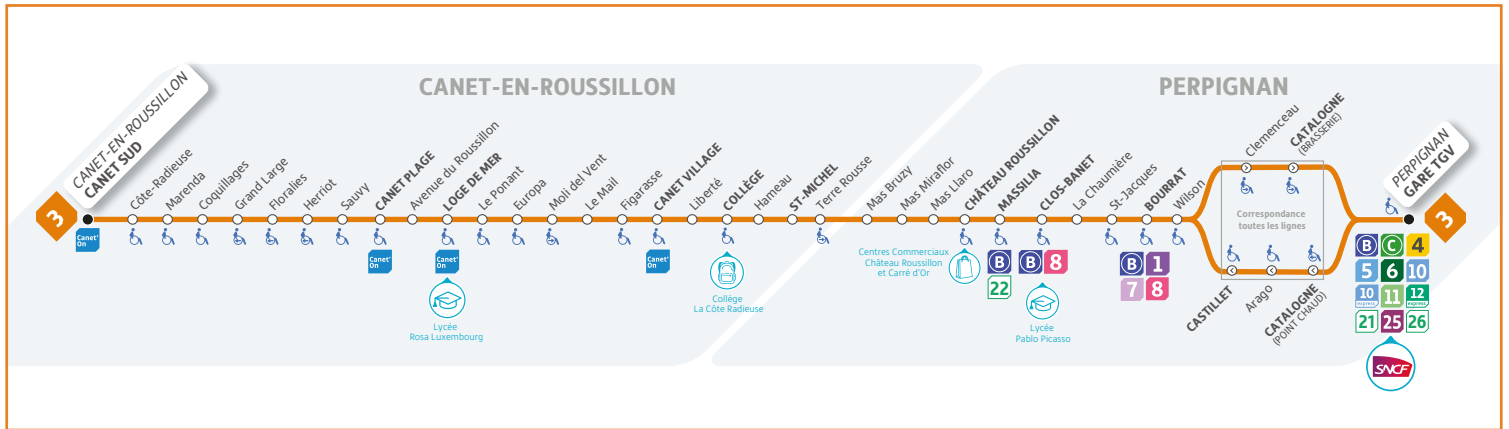 CANET-EN-ROUSSILLON
PERPIGNAN
3
CANET-EN-ROUSSILLON
CANET SUD
Canet'
On
Côte-Radieuse
Marenda
Coquillages
Grand Large
Floralies
Herriot
Sauvy
CANET PLAGE
Canet'
On
Avenue du Roussillon
LOGE DE MER
Canet'
On
Lycée
Rosa Luxembourg
Le Ponant
Europa
Moli del Vent
Le Mail
Figarasse
CANET VILLAGE
Canet'
On
Liberté
COLLÈGE
Collège
La Côte Radieuse
Hameau
ST-MICHEL
Terre Rousse
Mas Bruzy
Mas Miraflor
Mas Llaro
CHÂTEAU ROUSSILLON
Centres Commerciaux
Château Roussillon
et Carré d'Or
MASSILIA
B
22
CLOS-BANET
B 8
Lycée
Pablo Picasso
La Chaumière
St-Jacques
BOURRAT
B 1
7 8
Wilson
Clemenceau
CATALOGNE
(BRASSERIE)
Correspondance
toutes les lignes
CASTILLET
Arago
CATALOGNE
(POINT CHAUD)
PERPIGNAN
GARE TGV
3
B C 4
5 6 10
10 express 11 12 express
21 25 26
SNCF